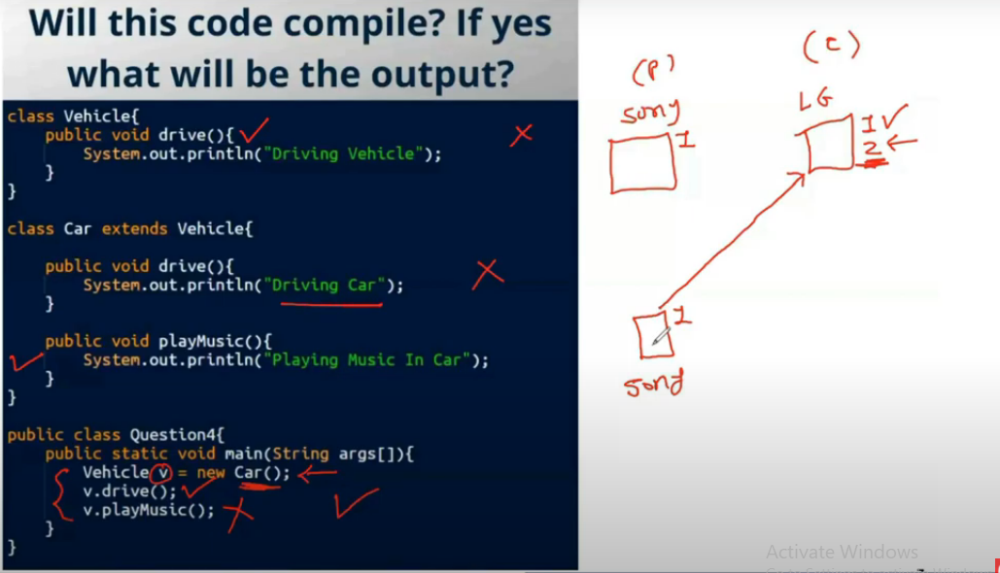 Will this code compile? If yes
what will be the output?
class Vehicle{
public void drive(){
System.out.println("Driving Vehicle");
}
}
class Car extends Vehicle{
public void drive(){
System.out.println("Driving Car");
}
public void playMusic(){
System.out.println("Playing Music In Car");
}
}
public class Question4{
public static void main(String args[]){
Vehicle v = new Car();
v.drive();
v.playMusic();
}
}
(P)
Sony
1
(C)
LG
1
2
1
Sony
Activate Windows